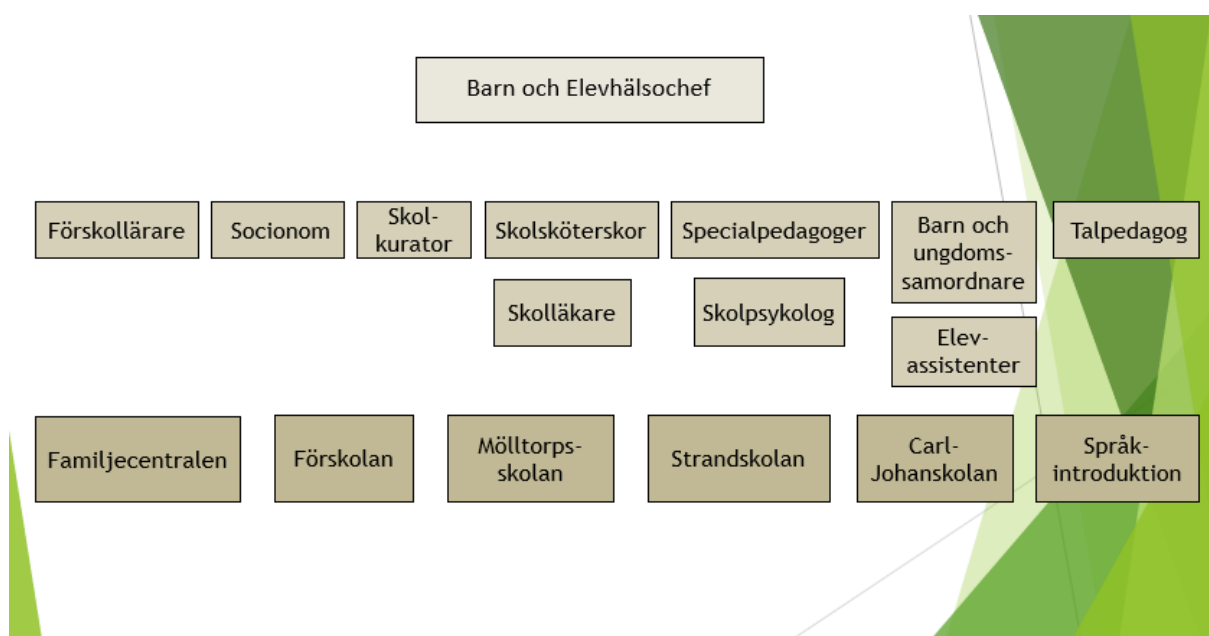 Barn och Elevhälsochef
Förskollärare
Socionom
Skol-
kurator
Skolsköterskor
Specialpedagoger
Barn och
ungdoms-
samordnare
Talpedagog
Skolläkare
Skolpsykolog
Elev-
assistenter
Familjecentralen
Förskolan
Mölltorps-
skolan
Strandskolan
Carl-
Johanskolan
Språk-
introduktion